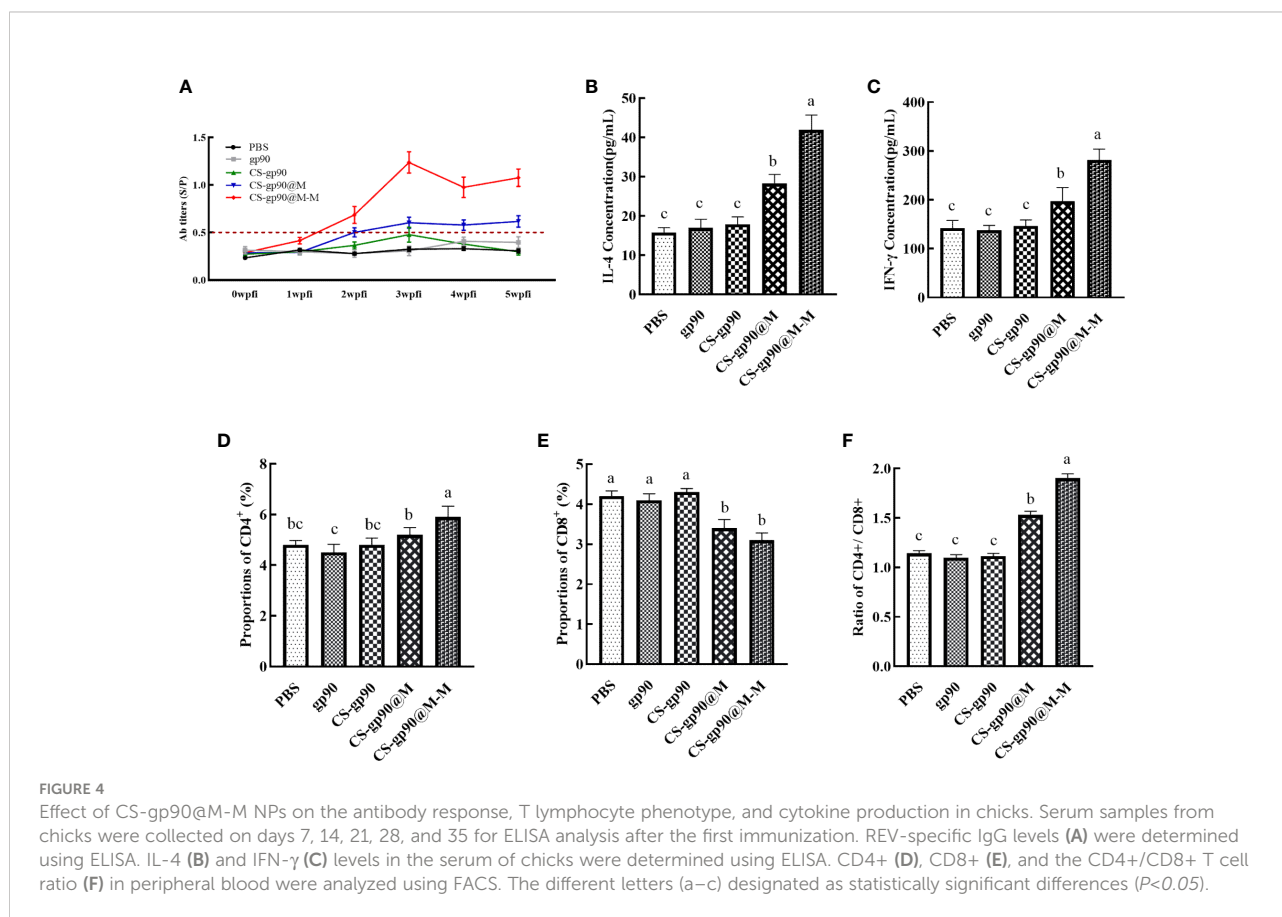 A
Ab titers (S/P)
1.5
1.0
0.5
0.0
PBS
gp90
CS-gp90
CS-gp90@M
CS-gp90@M-M
0wpfi 1wpfi 2wpfi 3wpfi 4wpfi 5wpfi
B
IL-4 Concentration(pg/mL)
50
40
30
20
10
0
c c c b a
PBS gp90 CS-gp90 CS-gp90@M CS-gp90@M-M
C
IFN-γ Concentration(pg/mL)
400
300
200
100
0
c c c b a
PBS gp90 CS-gp90 CS-gp90@M CS-gp90@M-M
D
Proportions of CD4+ (%)
8
6
4
2
0
bc c bc b a
PBS gp90 CS-gp90 CS-gp90@M CS-gp90@M-M
E
Proportions of CD8+ (%)
5
4
3
2
1
0
a a a b b
PBS gp90 CS-gp90 CS-gp90@M CS-gp90@M-M
F
Ratio of CD4+/ CD8+
2.0
1.5
1.0
0.5
0.0
c c c b a
PBS gp90 CS-gp90 CS-gp90@M CS-gp90@M-M
FIGURE 4
Effect of CS-gp90@M-M NPs on the antibody response, T lymphocyte phenotype, and cytokine production in chicks. Serum samples from
chicks were collected on days 7, 14, 21, 28, and 35 for ELISA analysis after the first immunization. REV-specific IgG levels (A) were determined
using ELISA. IL-4 (B) and IFN-γ (C) levels in the serum of chicks were determined using ELISA. CD4+ (D), CD8+ (E), and the CD4+/CD8+ T cell
ratio (F) in peripheral blood were analyzed using FACS. The different letters (a–c) designated as statistically significant differences (P<0.05).